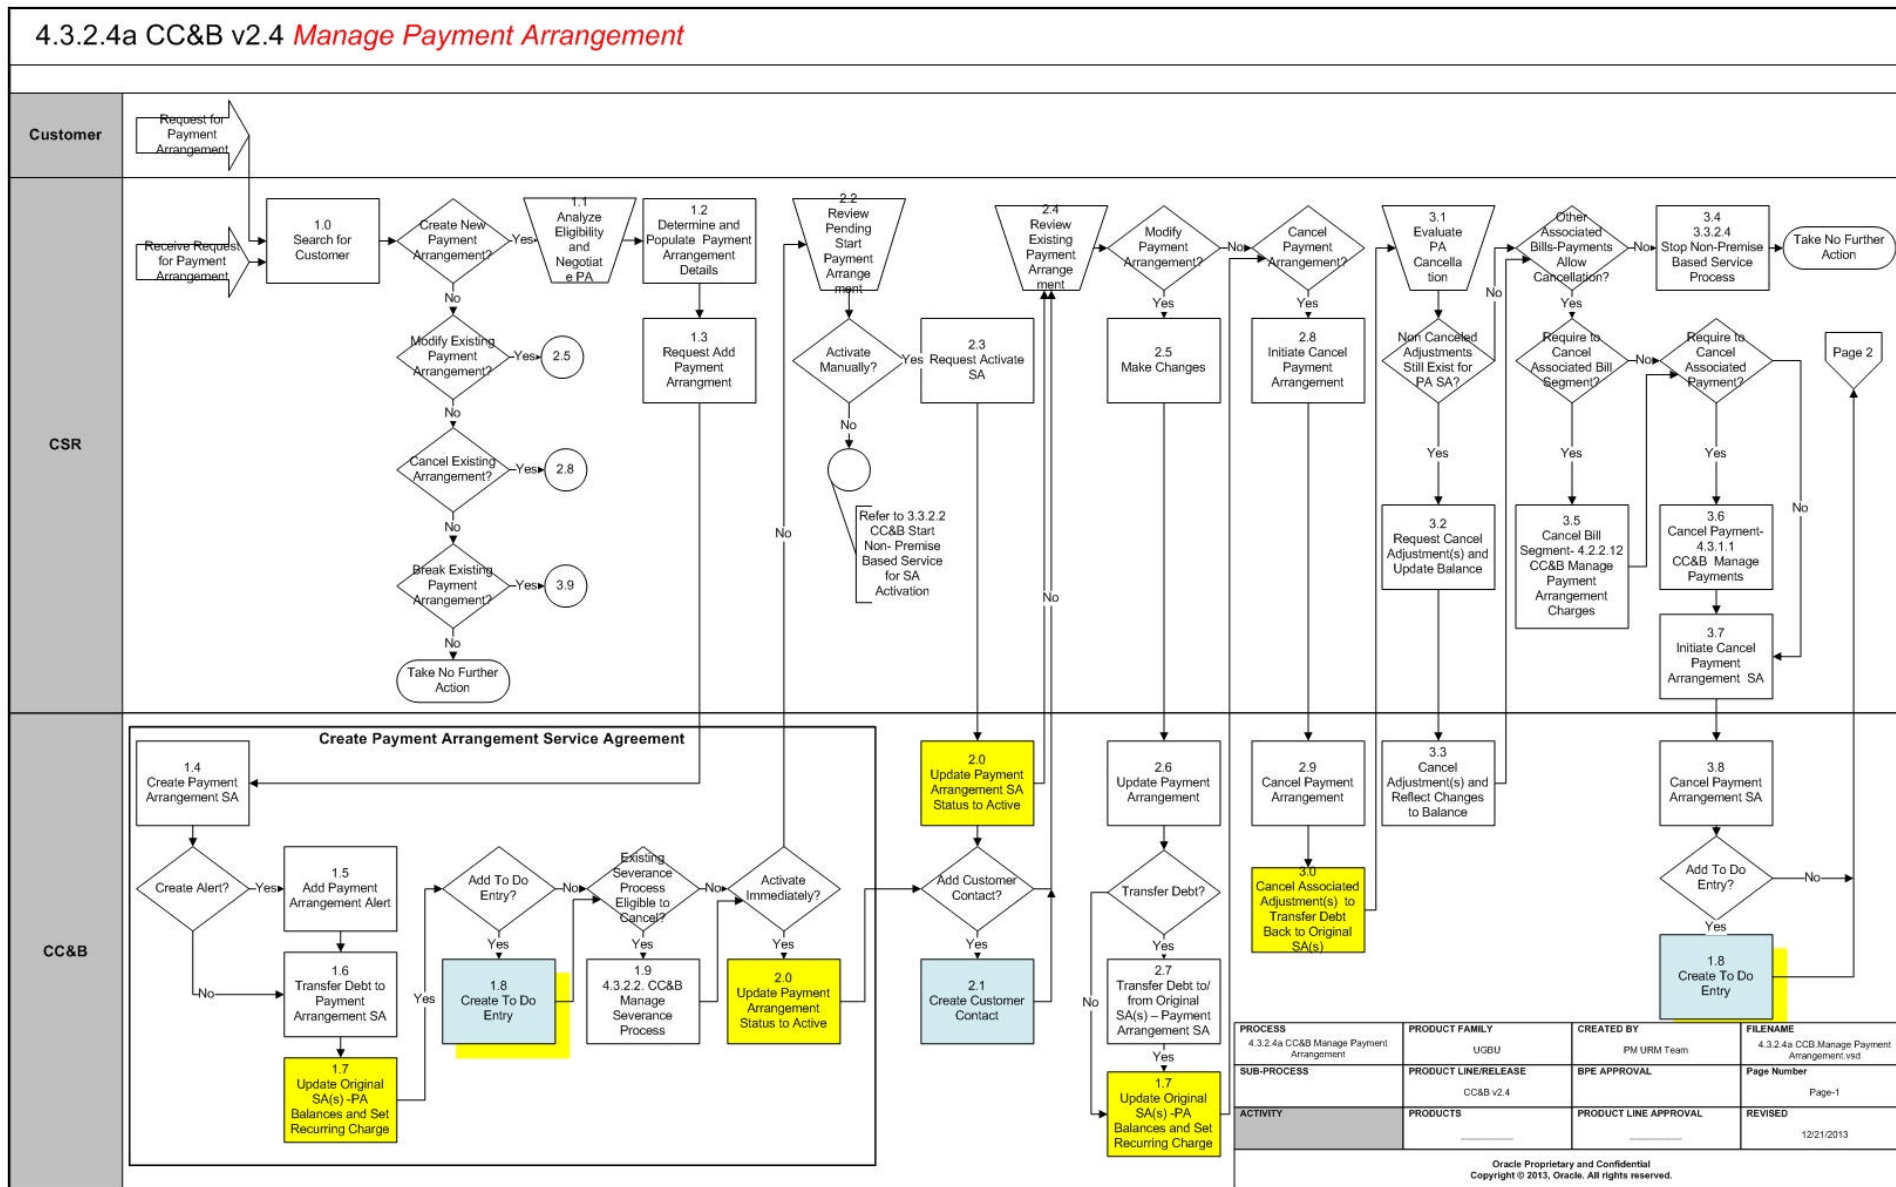 4.3.2.4a CC&B v2.4 Manage Payment Arrangement
Customer
Request for
Payment
Arrangement
CSR
Receive Request
for Payment
Arrangement
1.0
Search for
Customer
Create New
Payment
Arrangement?
Yes
No
Modify Existing
Payment
Arrangement?
Yes
2.5
No
Cancel Existing
Arrangement?
Yes
2.8
No
Break Existing
Payment
Arrangement?
Yes
3.9
No
Take No Further
Action
1.1
Analyze
Eligibility
and
Negotiat
e PA
1.2
Determine and
Populate Payment
Arrangement
Details
1.3
Request Add
Payment
Arrangment
2.2
Review
Pending
Start
Payment
Arrange
ment
No
Activate
Manually?
Yes
No
Refer to 3.3.2.2
CC&B Start
Non- Premise
Based Service
for SA
Activation
2.3
Request Activate
SA
2.4
Review
Existing
Payment
Arrange
ment
No
Modify
Payment
Arrangement?
No
Yes
2.5
Make Changes
Cancel
Payment
Arrangement?
Yes
2.8
Initiate Cancel
Payment
Arrangement
3.1
Evaluate
PA
Cancella
tion
Non Canceled
Adjustments
Still Exist for
PA SA?
No
Yes
3.2
Request Cancel
Adjustment(s) and
Update Balance
Other
Associated
Bills-Payments
Allow
Cancellation?
No
Yes
Require to
Cancel
Associated Bill
Segment?
No
Yes
3.5
Cancel Bill
Segment- 4.2.2.12
CC&B Manage
Payment
Arrangement
Charges
3.4
3.3.2.4
Stop Non-Premise
Based Service
Process
Take No Further
Action
Require to
Cancel
Associated
Payment?
Yes
No
3.6
Cancel Payment-
4.3.1.1
CC&B Manage
Payments
3.7
Initiate Cancel
Payment
Arrangement SA
Page 2
CC&B
Create Payment Arrangement Service Agreement
1.4
Create Payment
Arrangement SA
Create Alert?
Yes
No
1.5
Add Payment
Arrangement Alert
1.6
Transfer Debt to
Payment
Arrangement SA
1.7
Update Original
SA(s) -PA
Balances and Set
Recurring Charge
Yes
Add To Do
Entry?
No
Yes
1.8
Create To Do
Entry
Existing
Severance
Process
Eligible to
Cancel?
No
Yes
1.9
4.3.2.2. CC&B
Manage
Severance
Process
Activate
Immediately?
Yes
2.0
Update Payment
Arrangement
Status to Active
2.0
Update Payment
Arrangement SA
Status to Active
Add Customer
Contact?
Yes
2.1
Create Customer
Contact
2.6
Update Payment
Arrangement
Transfer Debt?
Yes
No
2.7
Transfer Debt to/
from Original
SA(s) – Payment
Arrangement SA
Yes
1.7
Update Original
SA(s) -PA
Balances and Set
Recurring Charge
2.9
Cancel Payment
Arrangement
3.0
Cancel Associated
Adjustment(s) to
Transfer Debt
Back to Original
SA(s)
3.3
Cancel
Adjustment(s) and
Reflect Changes
to Balance
3.8
Cancel Payment
Arrangement SA
Add To Do
Entry?
No
Yes
1.8
Create To Do
Entry
PROCESS
4.3.2.4a CC&B Manage Payment
Arrangement
PRODUCT FAMILY
UGBU
CREATED BY
PM URM Team
FILENAME
4.3.2.4a CCB.Manage Payment
Arrangement.vsd
SUB-PROCESS
PRODUCT LINE/RELEASE
CC&B v2.4
BPE APPROVAL
Page Number
Page-1
ACTIVITY
PRODUCTS
PRODUCT LINE APPROVAL
REVISED
12/21/2013
Oracle Proprietary and Confidential
Copyright © 2013, Oracle. All rights reserved.